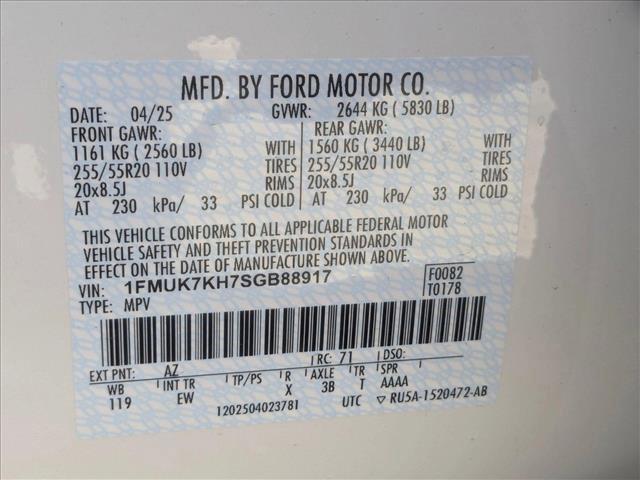 MFD. BY FORD MOTOR CO.
DATE: 04/25 GVWR: 2644 KG ( 5830 LB)
FRONT GAWR: REAR GAWR:
1161 KG ( 2560 LB) WITH 1560 KG ( 3440 LB) WITH
255/55R20 110V TIRES 255/55R20 110V TIRES
20x8.5J RIMS 20x8.5J RIMS
AT 230 kPa/ 33 PSI COLD AT 230 kPa/ 33 PSI COLD
THIS VEHICLE CONFORMS TO ALL APPLICABLE FEDERAL MOTOR
VEHICLE SAFETY AND THEFT PREVENTION STANDARDS IN
EFFECT ON THE DATE OF MANUFACTURE SHOWN ABOVE.
VIN: 1FMUK7KH7SGB88917 F0082
TYPE: MPV T0178
EXT PNT: AZ RC: 71 DSO:
WB INT TR TP/PS R AXLE TR SPR
119 EW X 3B T AAAA
1202504023781 UTC ▽ RU5A-1520472-AB